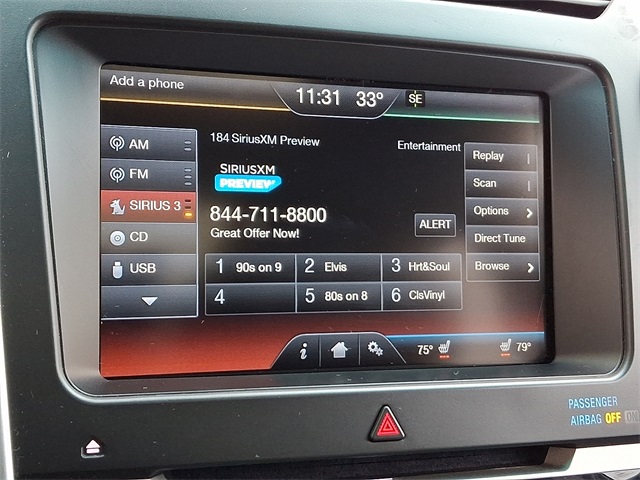 Add a phone
11:31 33° SE
AM
FM
SIRIUS 3
CD
USB
184 SiriusXM Preview
Entertainment
SIRIUSXM
PREVIEW
844-711-8800
Great Offer Now!
ALERT
Replay
Scan
Options
Direct Tune
Browse
1 90s on 9 2 Elvis 3 Hrt&Soul
4 5 80s on 8 6 ClsVinyl
i 75° 79°
PASSENGER
AIRBAG OFF ON